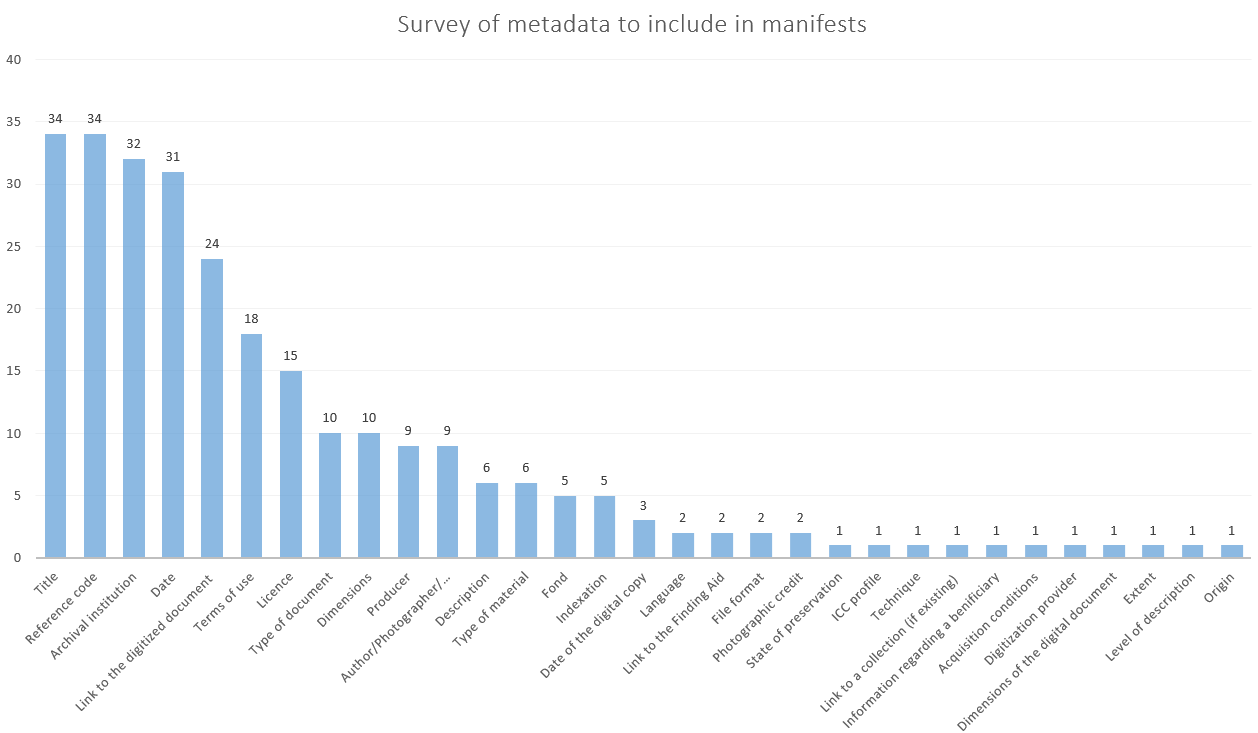 Survey of metadata to include in manifests
40
35
30
25
20
15
10
5
0
34
34
32
31
24
18
15
10
10
9
9
6
6
5
5
3
2
2
2
2
1
1
1
1
1
1
1
1
1
1
1
Title
Reference code
Archival institution
Date
Link to the digitized document
Terms of use
Licence
Type of document
Dimensions
Producer
Author/Photographer/...
Description
Type of material
Fond
Indexation
Date of the digital copy
Language
Link to the Finding Aid
File format
Photographic credit
State of preservation
ICC profile
Technique
Link to a collection (if existing)
Information regarding a benificiary
Acquisition conditions
Digitization provider
Dimensions of the digital document
Extent
Level of description
Origin